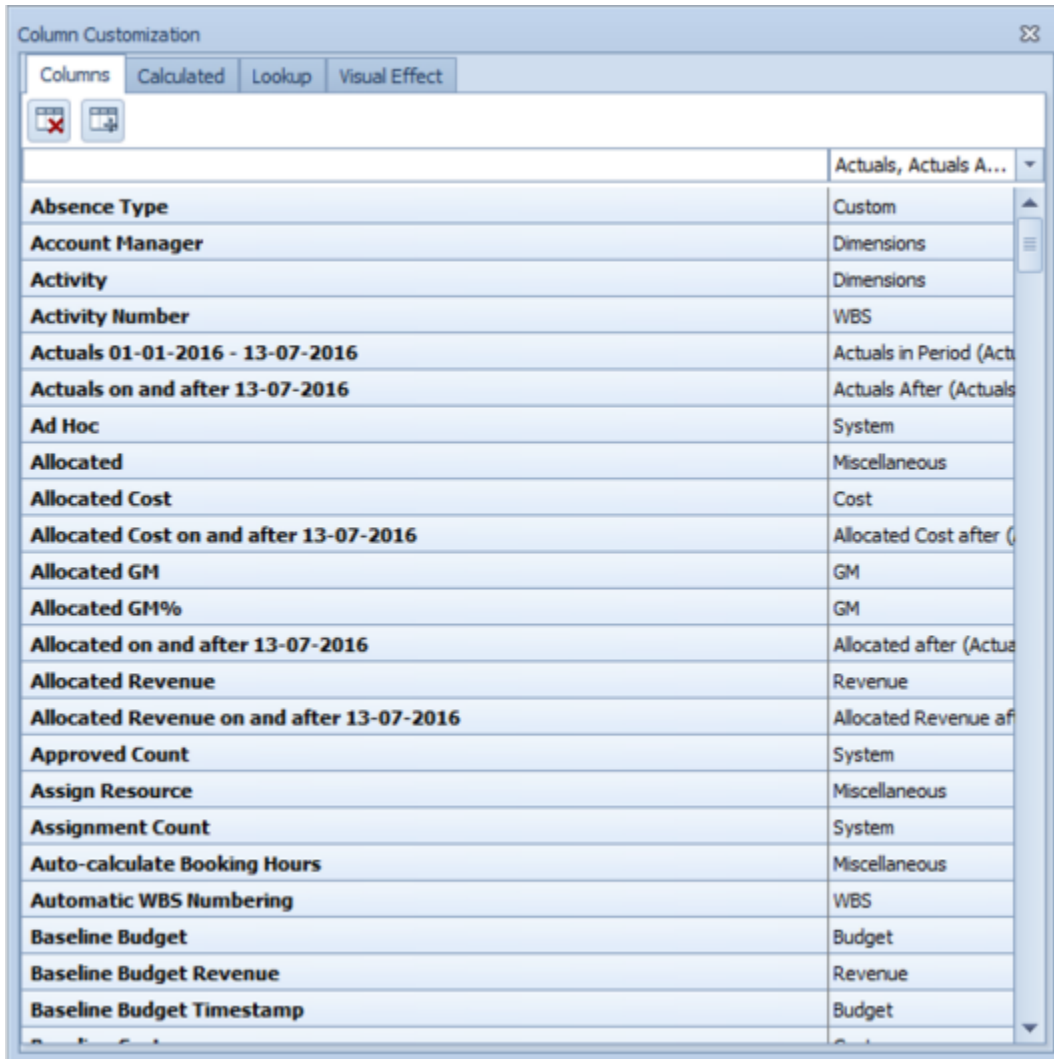 Column Customization
Columns Calculated Lookup Visual Effect
Actuals, Actuals A...
Absence Type Custom
Account Manager Dimensions
Activity Dimensions
Activity Number WBS
Actuals 01-01-2016 - 13-07-2016 Actuals in Period (Actu
Actuals on and after 13-07-2016 Actuals After (Actuals
Ad Hoc System
Allocated Miscellaneous
Allocated Cost Cost
Allocated Cost on and after 13-07-2016 Allocated Cost after (
Allocated GM GM
Allocated GM% GM
Allocated on and after 13-07-2016 Allocated after (Actua
Allocated Revenue Revenue
Allocated Revenue on and after 13-07-2016 Allocated Revenue af
Approved Count System
Assign Resource Miscellaneous
Assignment Count System
Auto-calculate Booking Hours Miscellaneous
Automatic WBS Numbering WBS
Baseline Budget Budget
Baseline Budget Revenue Revenue
Baseline Budget Timestamp Budget